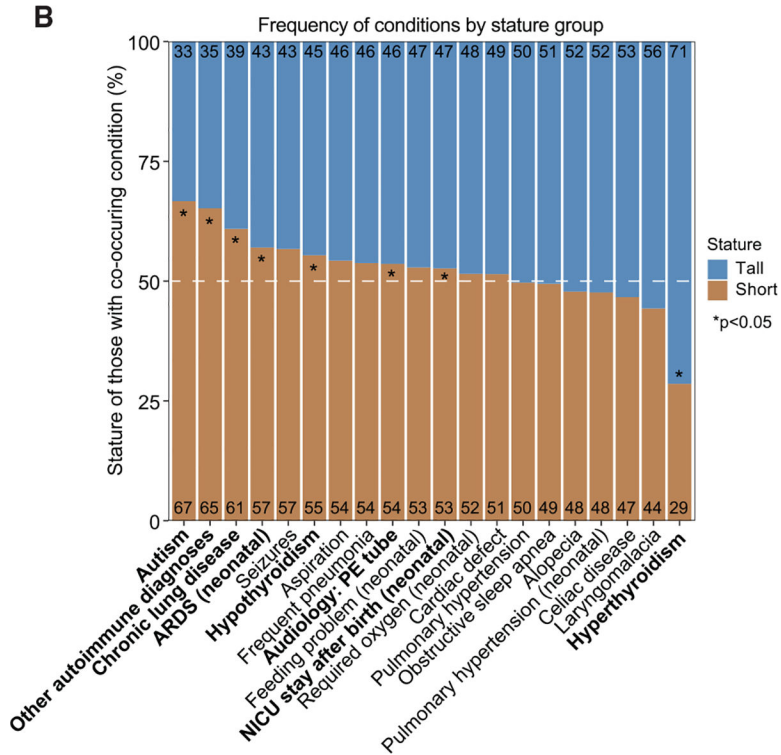 B
Frequency of conditions by stature group
Stature of those with co-occuring condition (%)
100
75
50
25
0
33 35 39 43 43 45 46 46 46 47 47 48 49 50 51 52 52 53 56 71
* * * * * * * *
67 65 61 57 57 55 54 54 54 53 53 52 51 50 49 48 48 47 44 29
Autism
Other autoimmune diagnoses
Chronic lung disease
ARDS (neonatal)
Seizures
Hypothyroidism
Aspiration
Frequent pneumonia
Audiology: PE tube
Feeding problem (neonatal)
NICU stay after birth (neonatal)
Required oxygen (neonatal)
Cardiac defect
Pulmonary hypertension
Obstructive sleep apnea
Alopecia
Pulmonary hypertension (neonatal)
Celiac disease
Laryngomalacia
Hyperthyroidism
Stature
Tall
Short
*p<0.05